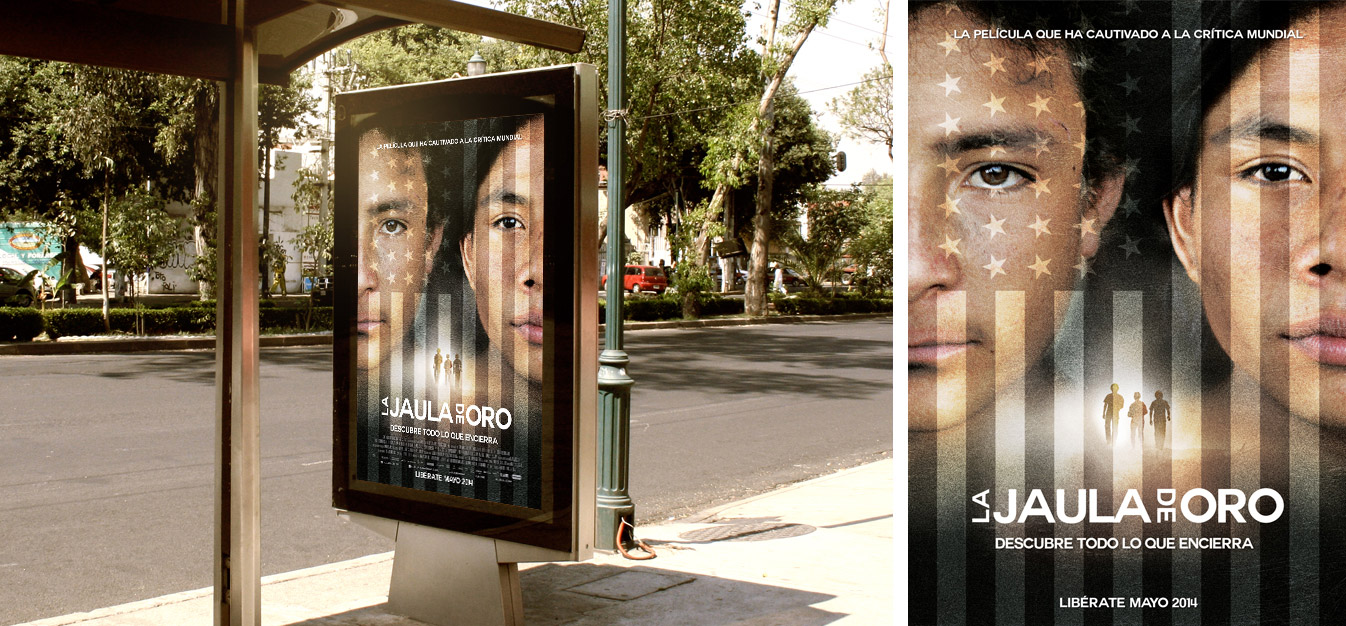 LA PELÍCULA QUE HA CAUTIVADO A LA CRÍTICA MUNDIAL
LA JAULA DE ORO
DESCUBRE TODO LO QUE ENCIERRA
LIBÉRATE MAYO 2014
LA PELÍCULA QUE HA CAUTIVADO A LA CRÍTICA MUNDIAL
LA JAULA DE ORO
DESCUBRE TODO LO QUE ENCIERRA
LIBÉRATE MAYO 2014